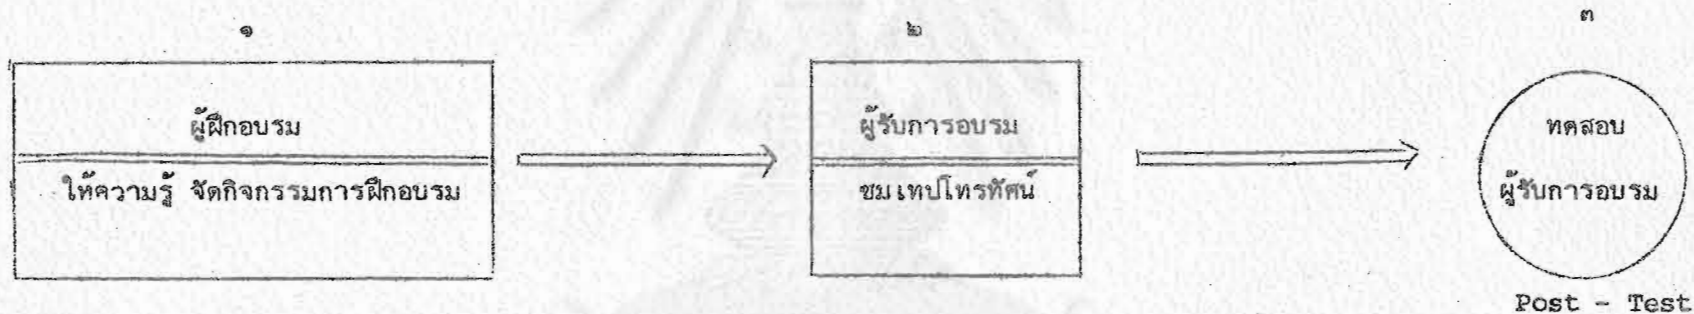 ๑
ผู้ฝึกอบรม
ให้ความรู้ จัดกิจกรรมการฝึกอบรม
๒
ผู้รับการอบรม
ชมเทปโทรทัศน์
๓
ทดสอบ
ผู้รับการอบรม
Post - Test